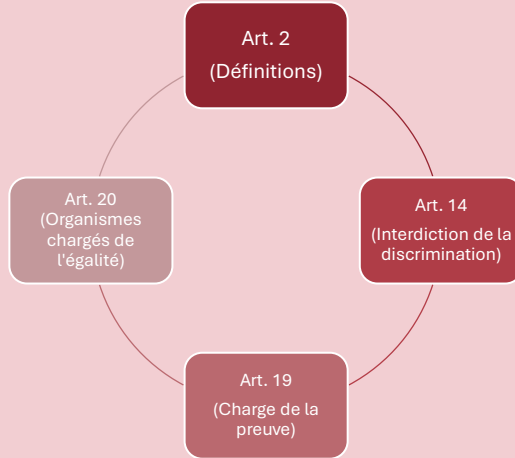 Art. 2
(Définitions)
Art. 14
(Interdiction de la
discrimination)
Art. 19
(Charge de la
preuve)
Art. 20
(Organismes
chargés de
l'égalité)